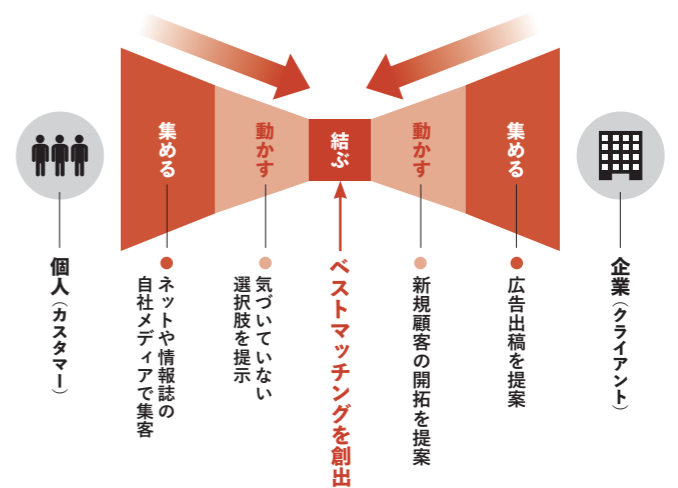 集める
動かす
結ぶ
動かす
集める
個人（カスタマー）
ネットや情報誌の
自社メディアで集客
気づいていない
選択肢を提示
ベストマッチングを創出
新規顧客の開拓を提案
広告出稿を提案
企業（クライアント）